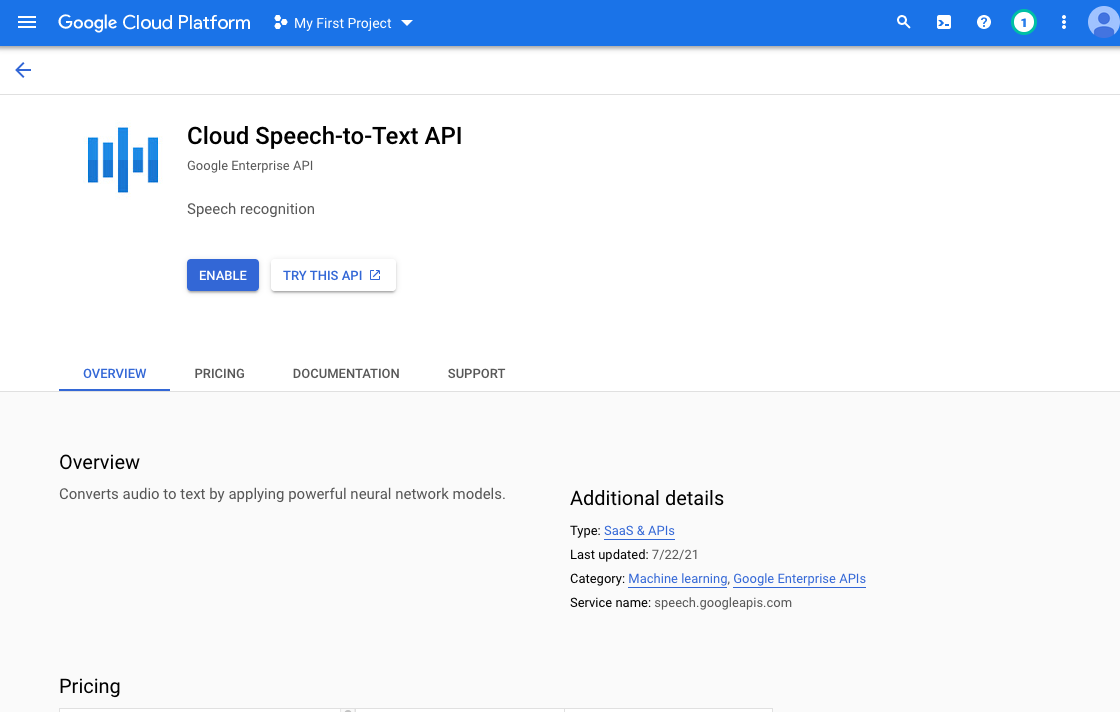 Google Cloud Platform
My First Project
1
Cloud Speech-to-Text API
Google Enterprise API
Speech recognition
ENABLE
TRY THIS API
OVERVIEW
PRICING
DOCUMENTATION
SUPPORT
Overview
Converts audio to text by applying powerful neural network models.
Additional details
Type: SaaS & APIs
Last updated: 7/22/21
Category: Machine learning, Google Enterprise APIs
Service name: speech.googleapis.com
Pricing